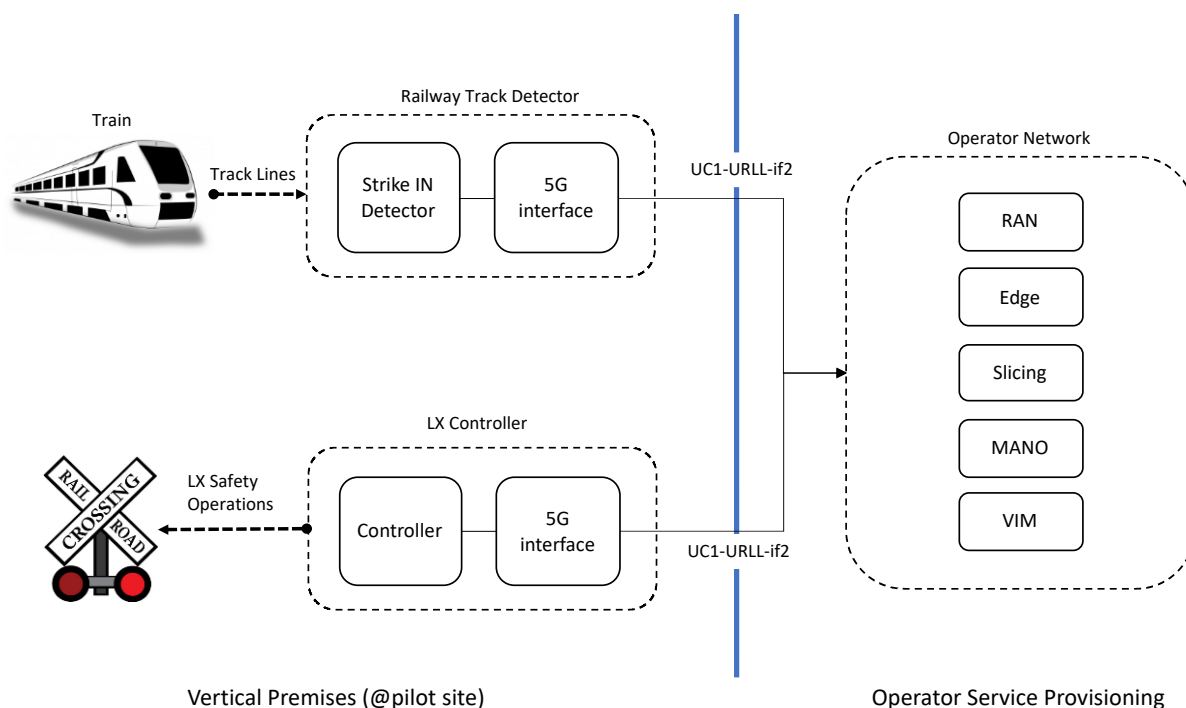 Railway Track Detector
Train
Operator Network
Track Lines
Strike IN
Detector
5G
interface
UC1-URLL-if2
RAN
Edge
Slicing
MANO
VIM
LX Controller
LX Safety
Operations
Controller
5G
interface
UC1-URLL-if2
RAIL
ROAD
CROSSING
Vertical Premises (@pilot site)
Operator Service Provisioning